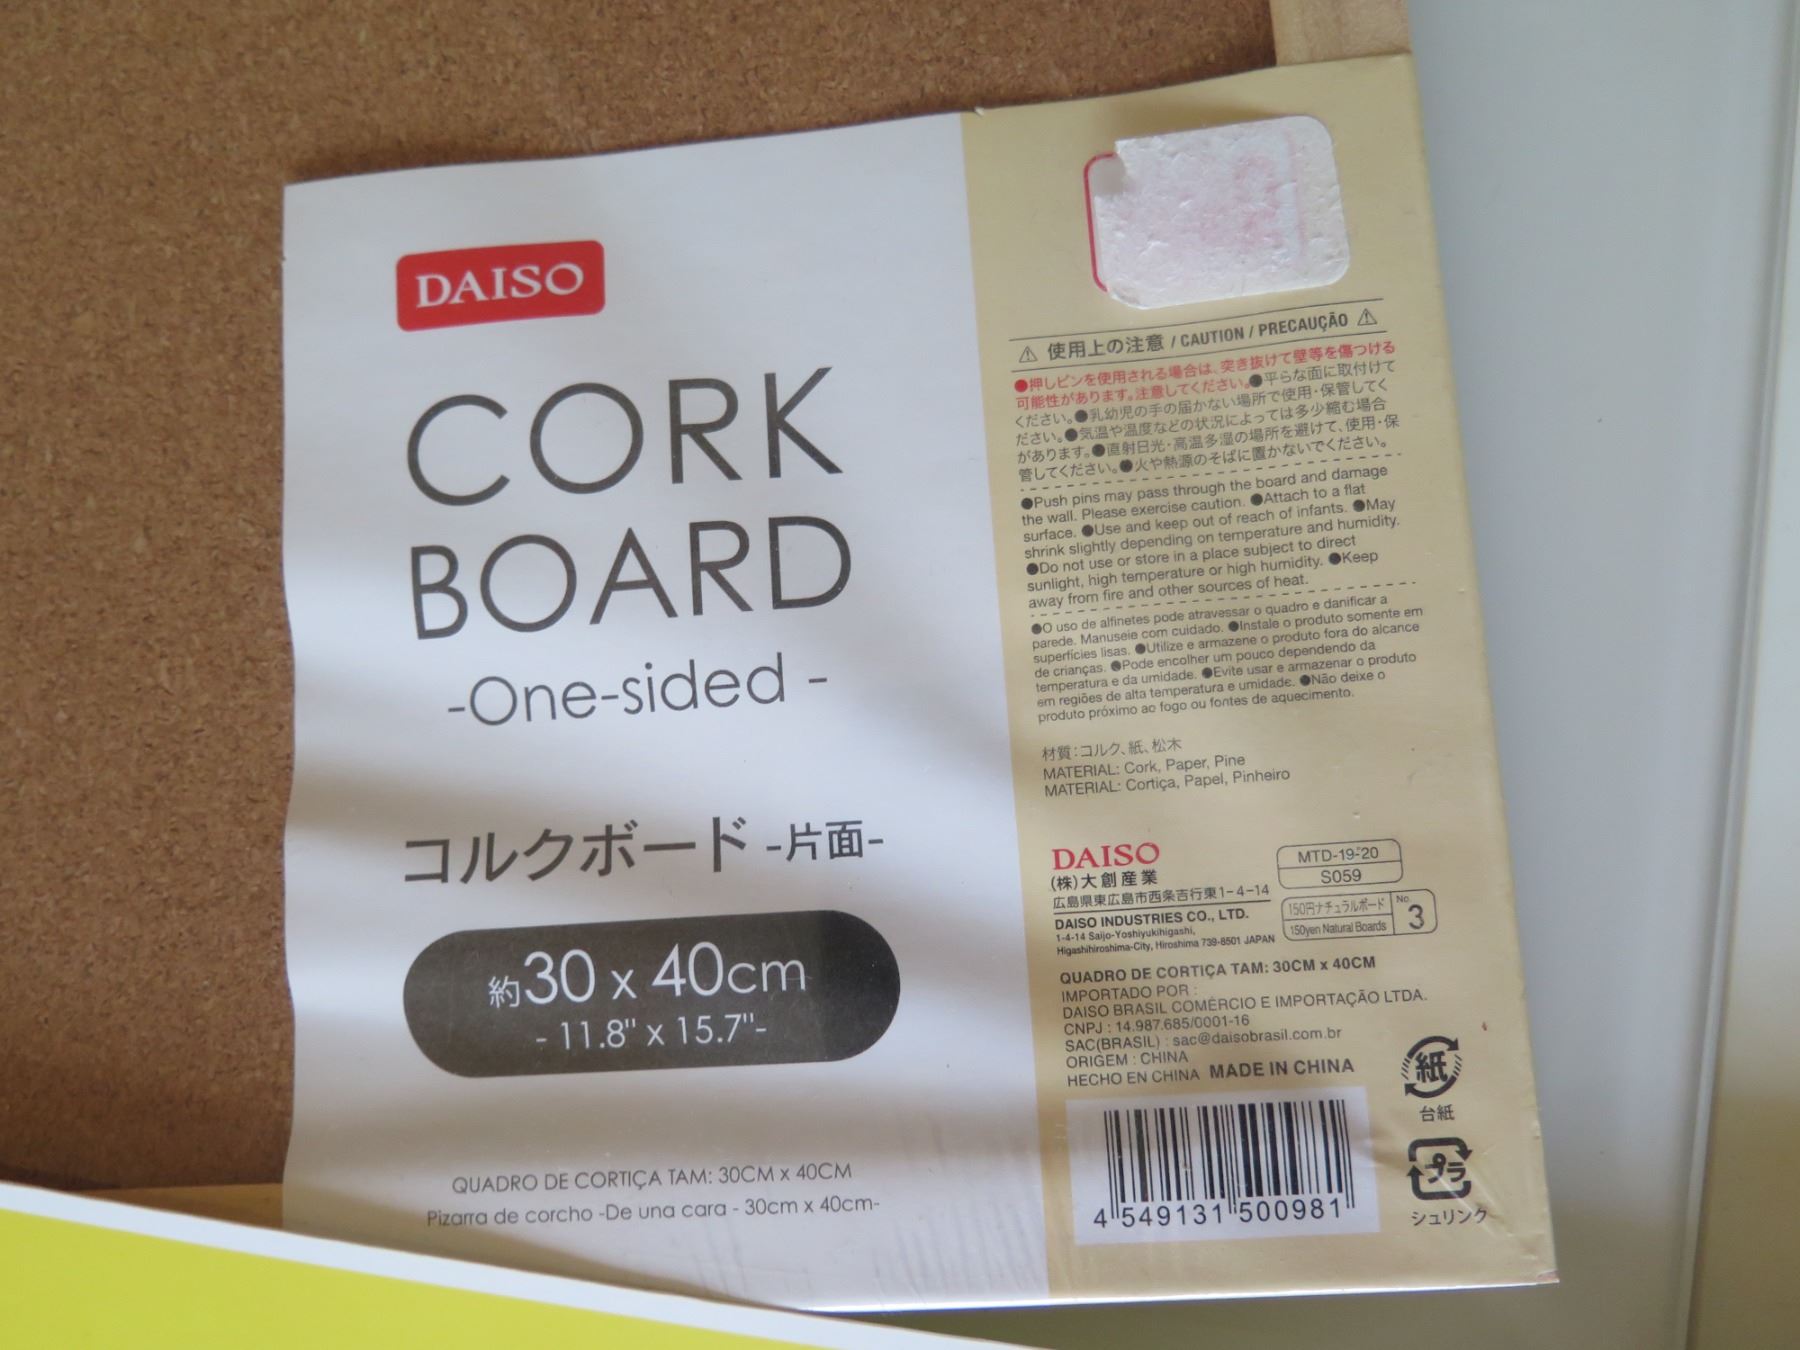 DAISO
CORK
BOARD
-One-sided -
コルクボード -片面-
約30 x 40cm
- 11.8" x 15.7"-
QUADRO DE CORTIÇA TAM: 30CM x 40CM
Pizarra de corcho -De una cara - 30cm x 40cm-
⚠ 使用上の注意 / CAUTION / PRECAUÇÃO ⚠
●押しピンを使用される場合は、突き抜けて壁等を傷つける
可能性があります。注意してください。●平らな面に取付けて
ください。●乳幼児の手の届かない場所で使用・保管してく
ださい。●気温や温度などの状況によっては多少縮む場合
があります。●直射日光・高温多湿の場所を避けて、使用・保
管してください。●火や熱源のそばに置かないでください。
●Push pins may pass through the board and damage
the wall. Please exercise caution. ●Attach to a flat
surface. ●Use and keep out of reach of infants. ●May
shrink slightly depending on temperature and humidity.
●Do not use or store in a place subject to direct
sunlight, high temperature or high humidity. ●Keep
away from fire and other sources of heat.
●O uso de alfinetes pode atravessar o quadro e danificar a
parede. Manuseie com cuidado. ●Instale o produto somente em
superfícies lisas. ●Utilize e armazene o produto fora do alcance
de crianças. ●Pode encolher um pouco dependendo da
temperatura e da umidade. ●Evite usar e armazenar o produto
em regiões de alta temperatura e umidade. ●Não deixe o
produto próximo ao fogo ou fontes de aquecimento.
材質:コルク、紙、松木
MATERIAL: Cork, Paper, Pine
MATERIAL: Cortiça, Papel, Pinheiro
DAISO
(株)大創産業
広島県東広島市西条吉行東1-4-14
DAISO INDUSTRIES CO., LTD.
1-4-14 Saijo-Yoshiyukihigashi,
Higashihiroshima-City, Hiroshima 739-8501 JAPAN
MTD-19-20
S059
150円ナチュラルボード
150yen Natural Boards
No. 3
QUADRO DE CORTIÇA TAM: 30CM x 40CM
IMPORTADO POR :
DAISO BRASIL COMÉRCIO E IMPORTAÇÃO LTDA.
CNPJ : 14.987.685/0001-16
SAC(BRASIL) : sac@daisobrasil.com.br
ORIGEM : CHINA
HECHO EN CHINA MADE IN CHINA
4 549131 500981
紙
台紙
プラ
シュリンク